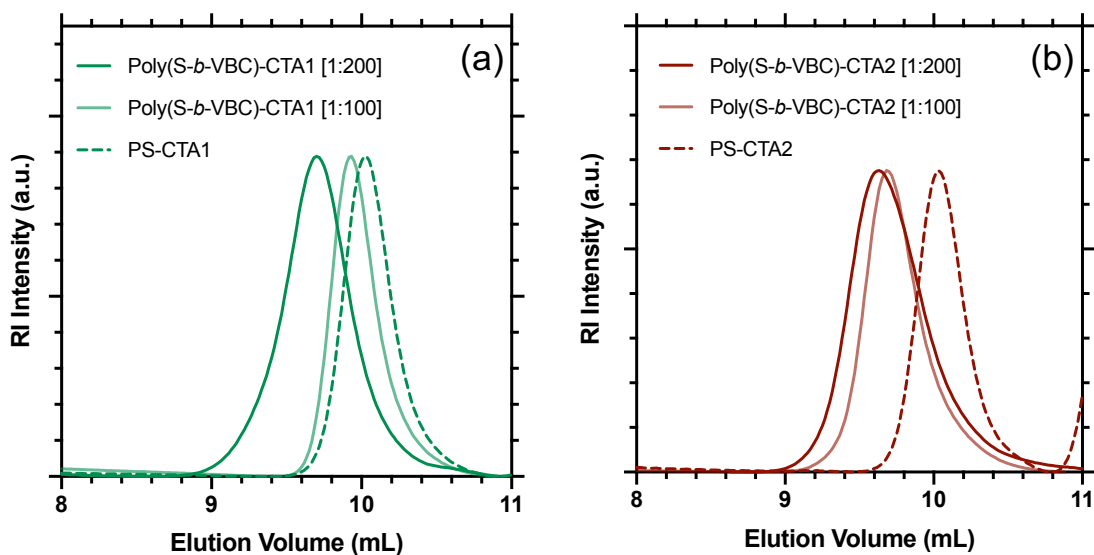 (a)
Poly(S-b-VBC)-CTA1 [1:200]
Poly(S-b-VBC)-CTA1 [1:100]
PS-CTA1
RI Intensity (a.u.)
8 9 10 11
Elution Volume (mL)
(b)
Poly(S-b-VBC)-CTA2 [1:200]
Poly(S-b-VBC)-CTA2 [1:100]
PS-CTA2
RI Intensity (a.u.)
8 9 10 11
Elution Volume (mL)